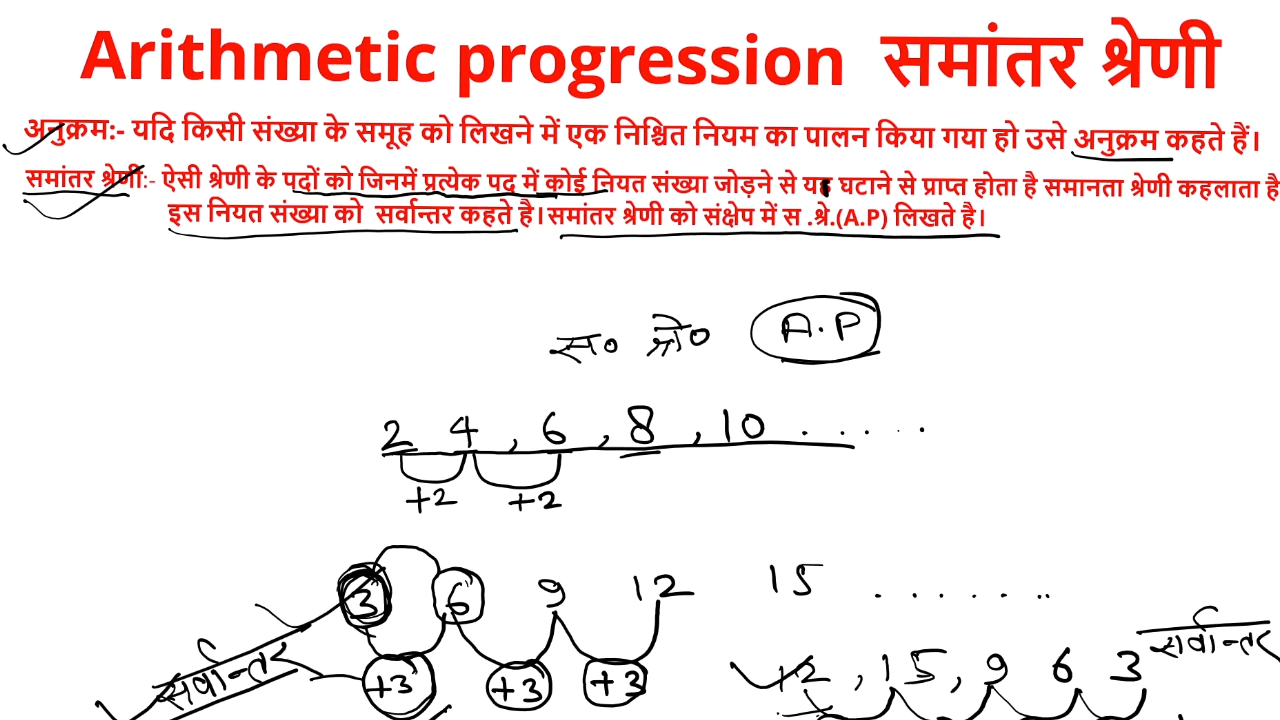 Arithmetic progression समांतर श्रेणी
अनुक्रम:- यदि किसी संख्या के समूह को लिखने में एक निश्चित नियम का पालन किया गया हो उसे अनुक्रम कहते हैं।
समांतर श्रेणीं:- ऐसी श्रेणी के पदों को जिनमें प्रत्येक पद में कोई नियत संख्या जोड़ने से या घटाने से प्राप्त होता है समानता श्रेणी कहलाता है
इस नियत संख्या को सर्वान्तर कहते है। समांतर श्रेणी को संक्षेप में स .श्रे.(A.P) लिखते है।
स० श्रे० A.P
2 4 , 6 , 8 , 10 . . . . .
+2 +2
3 6 9 12 15 . . . . . ..
सर्वान्तर +3 +3 +3
सर्वान्तर
12 , 15 , 9 6 3